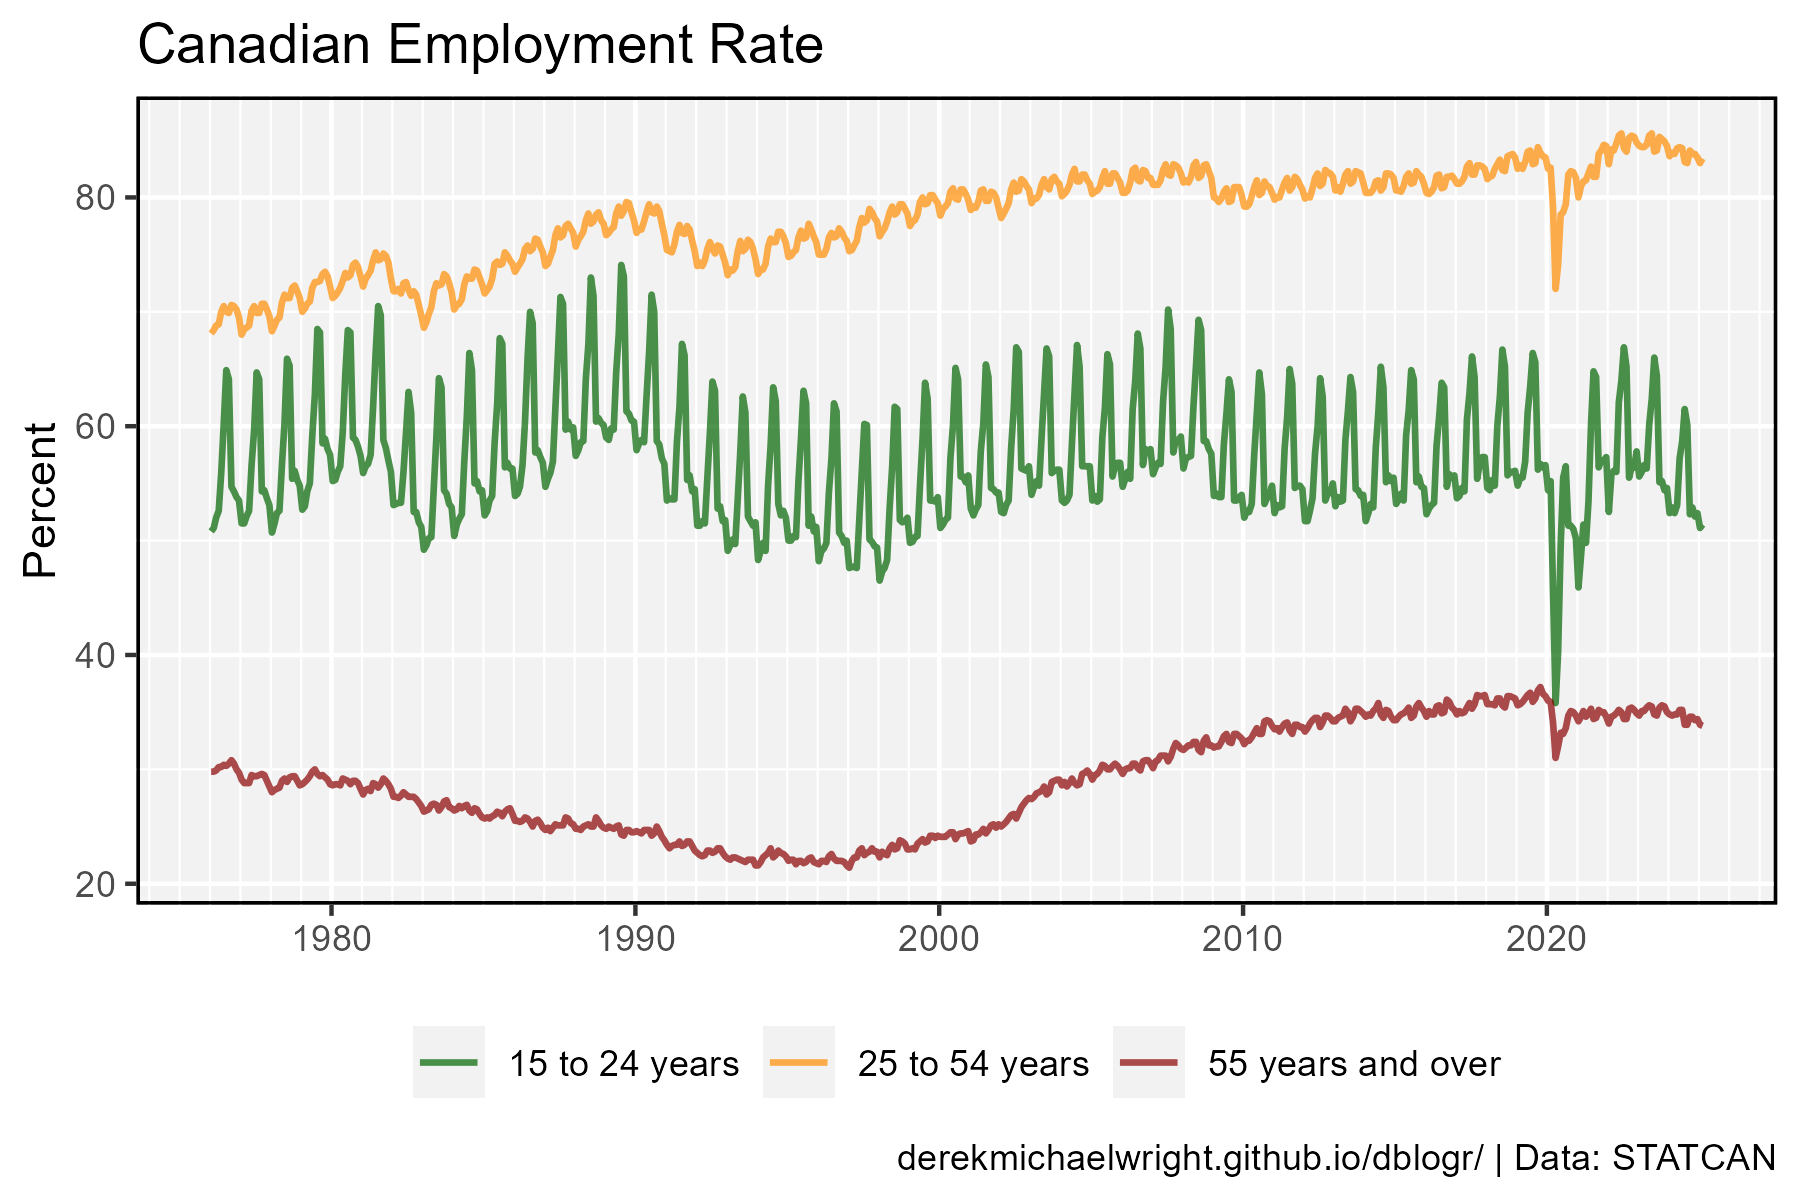 Canadian Employment Rate
Percent
80
60
40
20
1980 1990 2000 2010 2020
15 to 24 years 25 to 54 years 55 years and over
derekmichaelwright.github.io/dblogr/ | Data: STATCAN